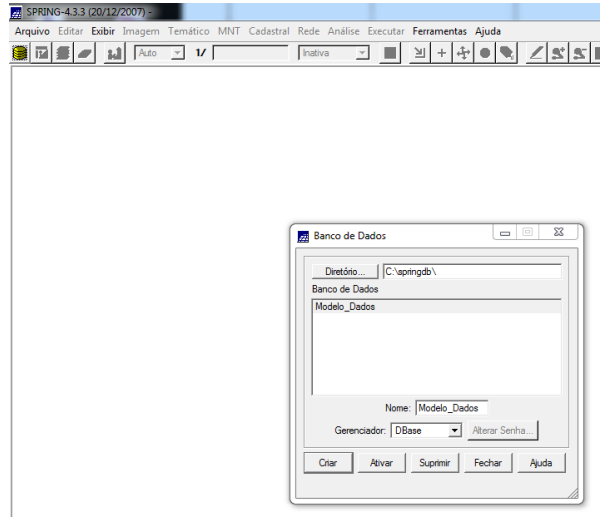 SPRING-4.3.3 (20/12/2007) -
Arquivo Editar Exibir Imagem Temático MNT Cadastral Rede Análise Executar Ferramentas Ajuda
Auto 1/ Inativa
Banco de Dados
Diretório... C:\springdb\
Banco de Dados
Modelo_Dados
Nome: Modelo_Dados
Gerenciador: DBase Alterar Senha...
Criar Ativar Suprimir Fechar Ajuda